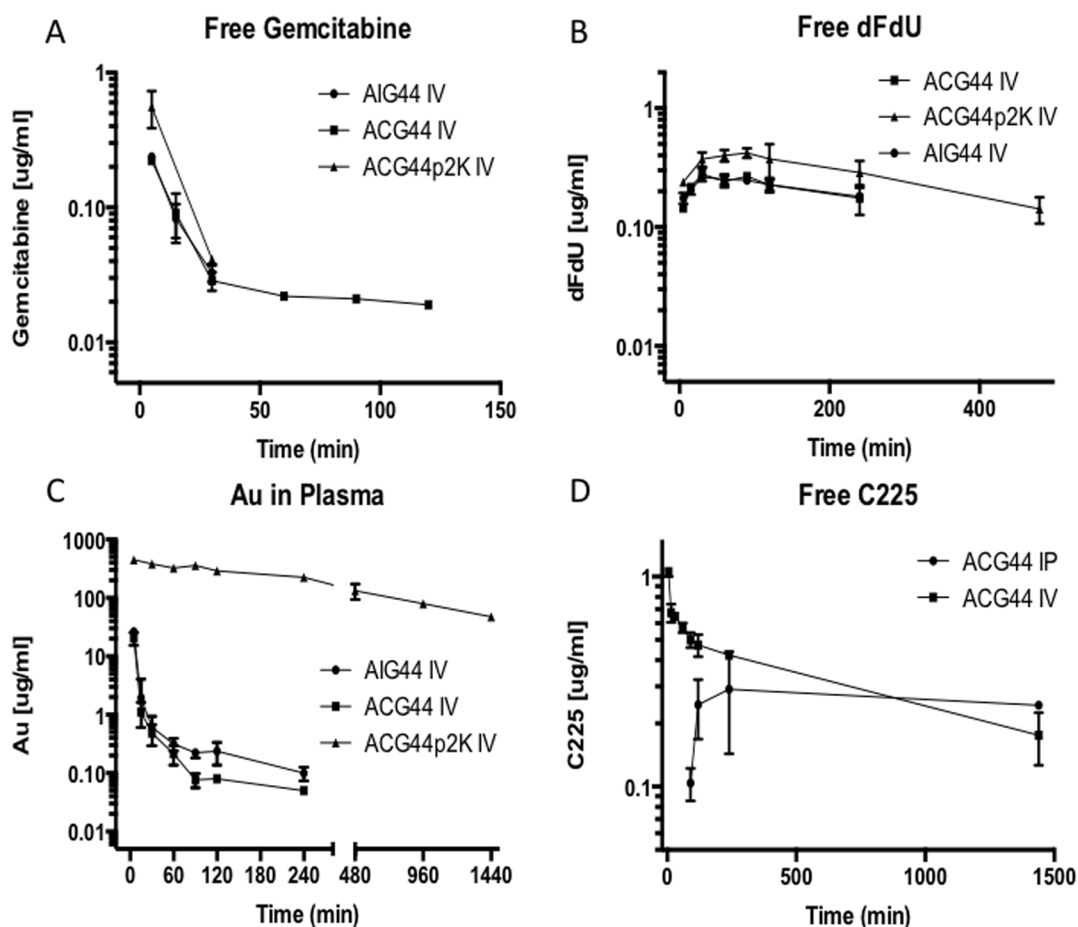 A
Free Gemcitabine
Gemcitabine [ug/ml]
1
0.10
0.01
AIG44 IV
ACG44 IV
ACG44p2K IV
0 50 100 150
Time (min)
B
Free dFdU
dFdU [ug/ml]
1
0.10
0.01
ACG44 IV
ACG44p2K IV
AIG44 IV
0 200 400
Time (min)
C
Au in Plasma
Au [ug/ml]
1000
100
10
1
0.10
0.01
AIG44 IV
ACG44 IV
ACG44p2K IV
0 60 120 180 240 480 960 1440
Time (min)
D
Free C225
C225 [ug/ml]
1
0.1
ACG44 IP
ACG44 IV
0 500 1000 1500
Time (min)